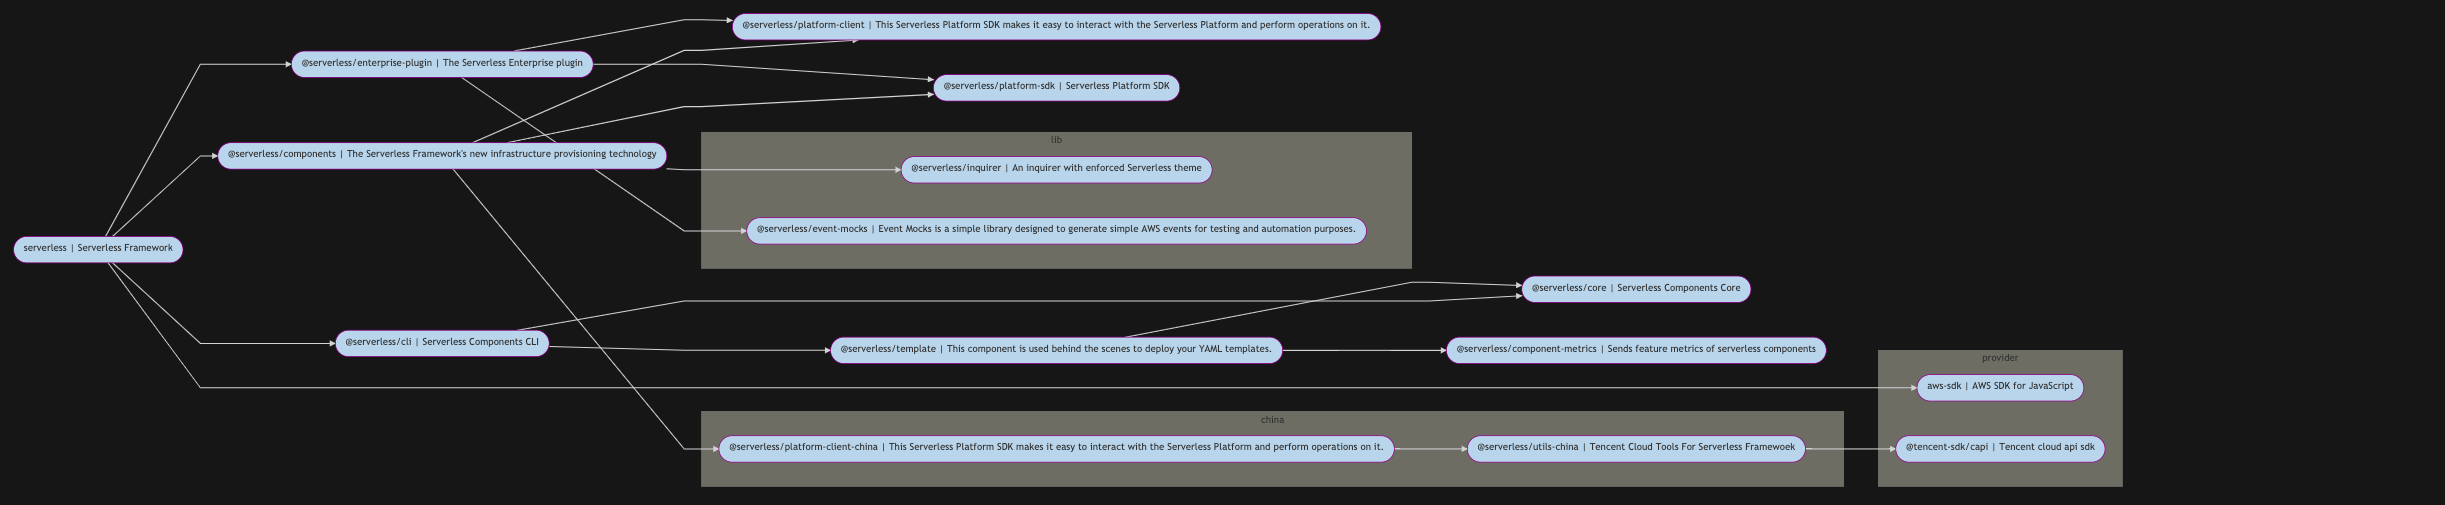 @serverless/platform-client | This Serverless Platform SDK makes it easy to interact with the Serverless Platform and perform operations on it.
@serverless/enterprise-plugin | The Serverless Enterprise plugin
@serverless/platform-sdk | Serverless Platform SDK
lib
@serverless/components | The Serverless Framework's new infrastructure provisioning technology
@serverless/inquirer | An inquirer with enforced Serverless theme
@serverless/event-mocks | Event Mocks is a simple library designed to generate simple AWS events for testing and automation purposes.
serverless | Serverless Framework
@serverless/core | Serverless Components Core
@serverless/cli | Serverless Components CLI
@serverless/template | This component is used behind the scenes to deploy your YAML templates.
@serverless/component-metrics | Sends feature metrics of serverless components
provider
aws-sdk | AWS SDK for JavaScript
china
@serverless/platform-client-china | This Serverless Platform SDK makes it easy to interact with the Serverless Platform and perform operations on it.
@serverless/utils-china | Tencent Cloud Tools For Serverless Framewoek
@tencent-sdk/capi | Tencent cloud api sdk